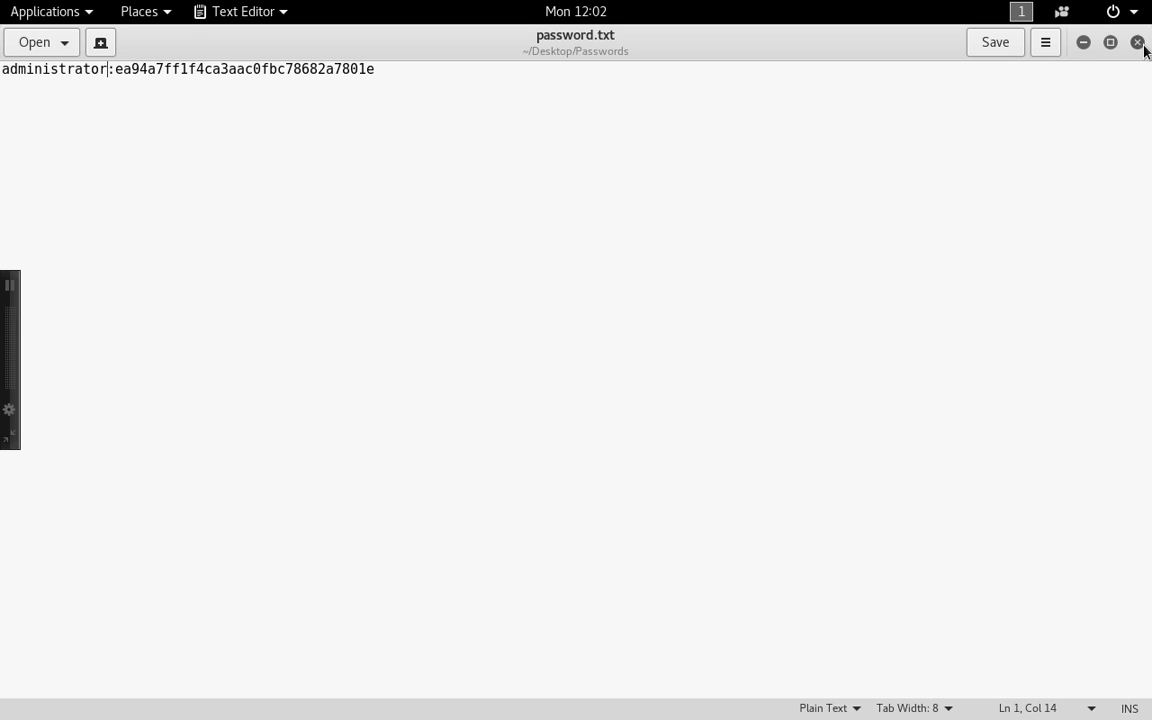 Applications Places Text Editor Mon 12:02 1
Open password.txt Save
~/Desktop/Passwords
administrator:ea94a7ff1f4ca3aac0fbc78682a7801e
Plain Text Tab Width: 8 Ln 1, Col 14 INS